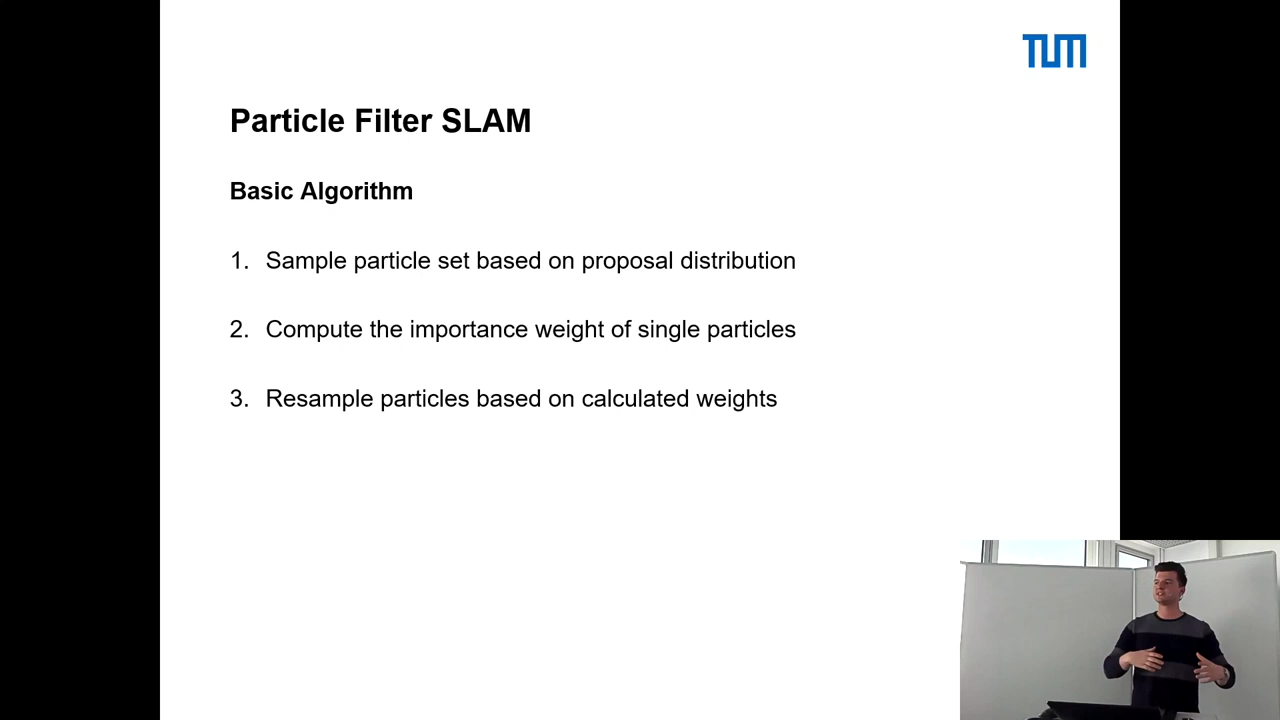 TUM
Particle Filter SLAM
Basic Algorithm
1. Sample particle set based on proposal distribution
2. Compute the importance weight of single particles
3. Resample particles based on calculated weights